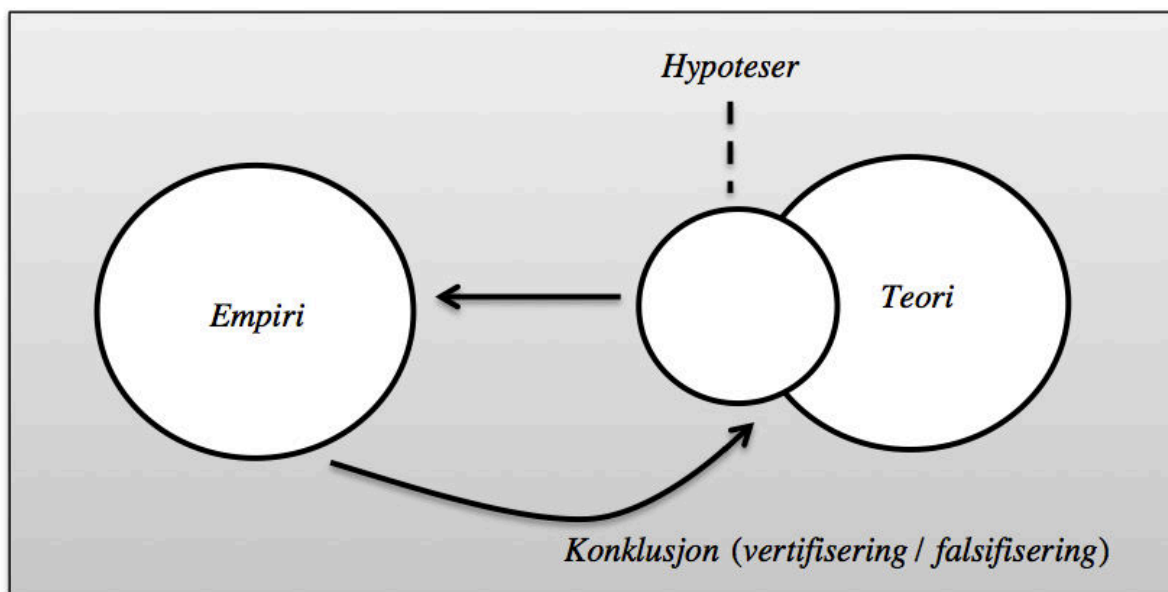 Hypoteser
Empiri
Teori
Konklusjon (vertifisering / falsifisering)